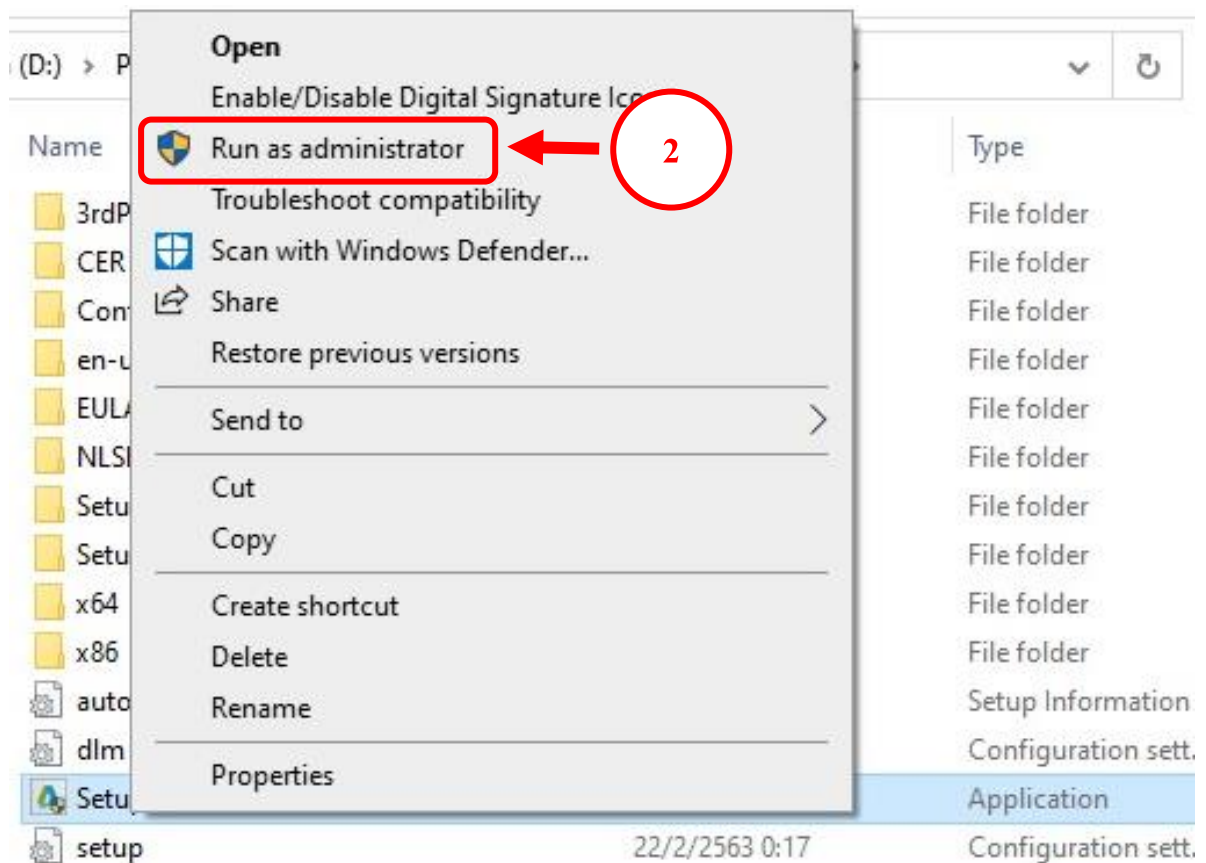 (D:) > P
Open
Enable/Disable Digital Signature Ico
Name
Run as administrator
2
Type
Troubleshoot compatibility
3rdP
File folder
Scan with Windows Defender...
CER
File folder
Share
Con
File folder
Restore previous versions
en-u
File folder
EULA
File folder
Send to
NLSI
File folder
Cut
Setu
File folder
Copy
Setu
File folder
Create shortcut
x64
File folder
Delete
x86
File folder
Rename
auto
Setup Information
dlm
Configuration sett.
Properties
Setup
Application
setup
22/2/2563 0:17
Configuration sett.